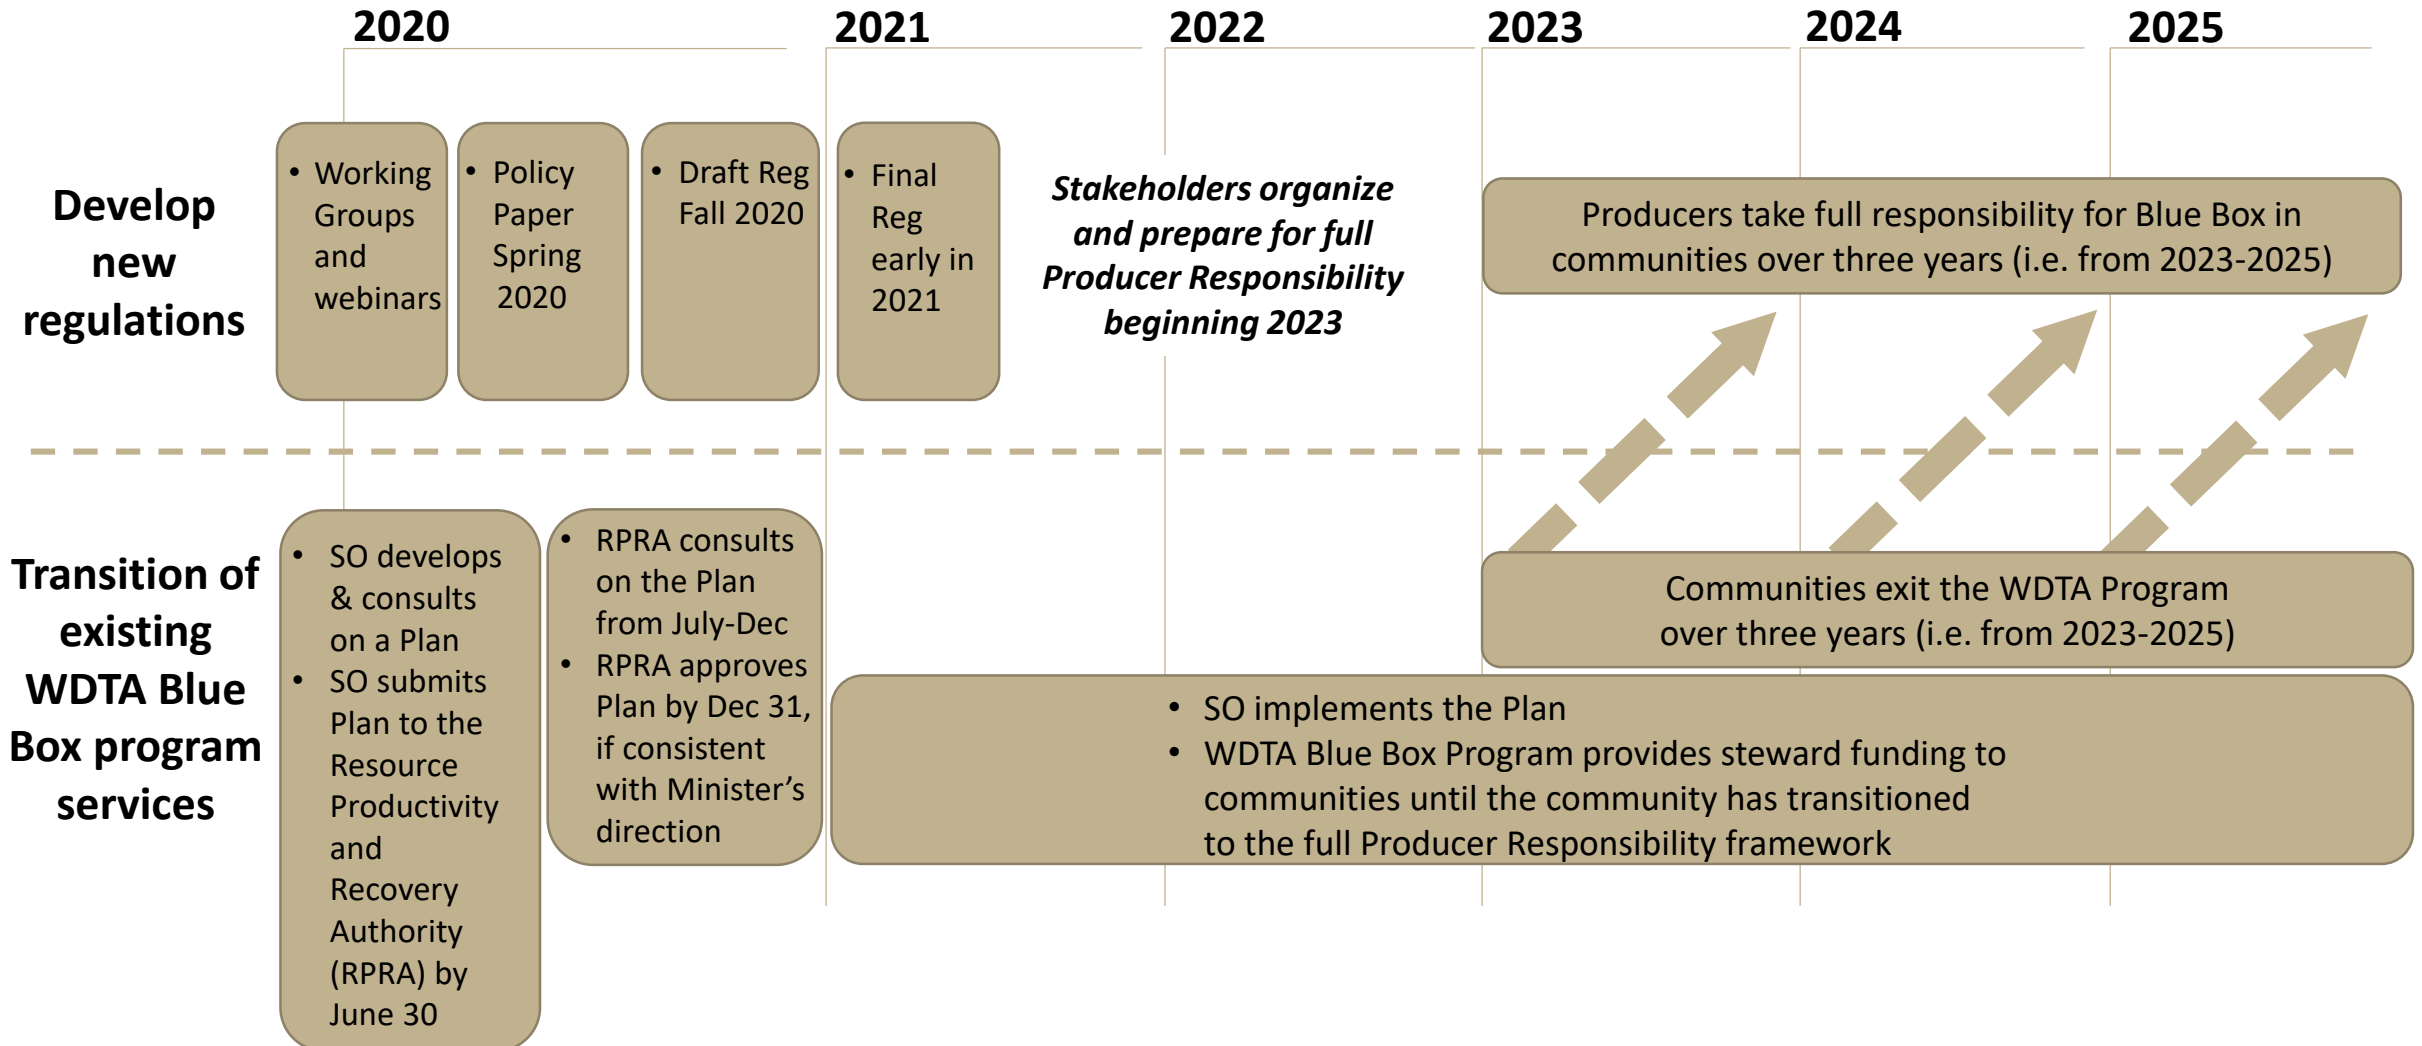 2020
2021
2022
2023
2024
2025
Develop
new
regulations
• Working
Groups
and
webinars
• Policy
Paper
Spring
2020
• Draft Reg
Fall 2020
• Final
Reg
early in
2021
Stakeholders organize
and prepare for full
Producer Responsibility
beginning 2023
Producers take full responsibility for Blue Box in
communities over three years (i.e. from 2023-2025)
Transition of
existing
WDTA Blue
Box program
services
• SO develops
& consults
on a Plan
• SO submits
Plan to the
Resource
Productivity
and
Recovery
Authority
(RPRA) by
June 30
• RPRA consults
on the Plan
from July-Dec
• RPRA approves
Plan by Dec 31,
if consistent
with Minister’s
direction
Communities exit the WDTA Program
over three years (i.e. from 2023-2025)
• SO implements the Plan
• WDTA Blue Box Program provides steward funding to
communities until the community has transitioned
to the full Producer Responsibility framework